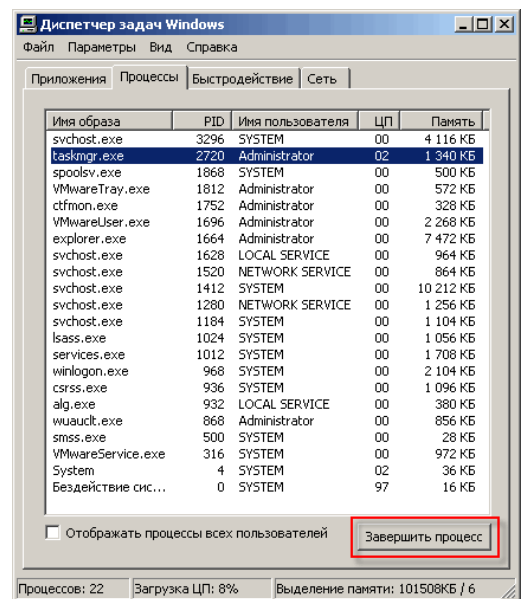 Диспетчер задач Windows
Файл Параметры Вид Справка
Приложения Процессы Быстродействие Сеть
Имя образа PID Имя пользователя ЦП Память
svchost.exe 3296 SYSTEM 00 4 116 КБ
taskmgr.exe 2720 Administrator 02 1 340 КБ
spoolsv.exe 1868 SYSTEM 00 500 КБ
VMwareTray.exe 1812 Administrator 00 572 КБ
ctfmon.exe 1752 Administrator 00 328 КБ
VMwareUser.exe 1696 Administrator 00 2 268 КБ
explorer.exe 1664 Administrator 00 7 472 КБ
svchost.exe 1628 LOCAL SERVICE 00 964 КБ
svchost.exe 1520 NETWORK SERVICE 00 864 КБ
svchost.exe 1412 SYSTEM 00 10 212 КБ
svchost.exe 1280 NETWORK SERVICE 00 1 256 КБ
svchost.exe 1184 SYSTEM 00 1 104 КБ
lsass.exe 1024 SYSTEM 00 1 056 КБ
services.exe 1012 SYSTEM 00 1 708 КБ
winlogon.exe 968 SYSTEM 00 2 104 КБ
csrss.exe 936 SYSTEM 00 1 096 КБ
alg.exe 932 LOCAL SERVICE 00 380 КБ
wuauclt.exe 868 Administrator 00 856 КБ
smss.exe 500 SYSTEM 00 28 КБ
VMwareService.exe 316 SYSTEM 00 972 КБ
System 4 SYSTEM 02 36 КБ
Бездействие сис... 0 SYSTEM 97 16 КБ
Отображать процессы всех пользователей Завершить процесс
Процессов: 22 Загрузка ЦП: 8% Выделение памяти: 101508КБ / 6